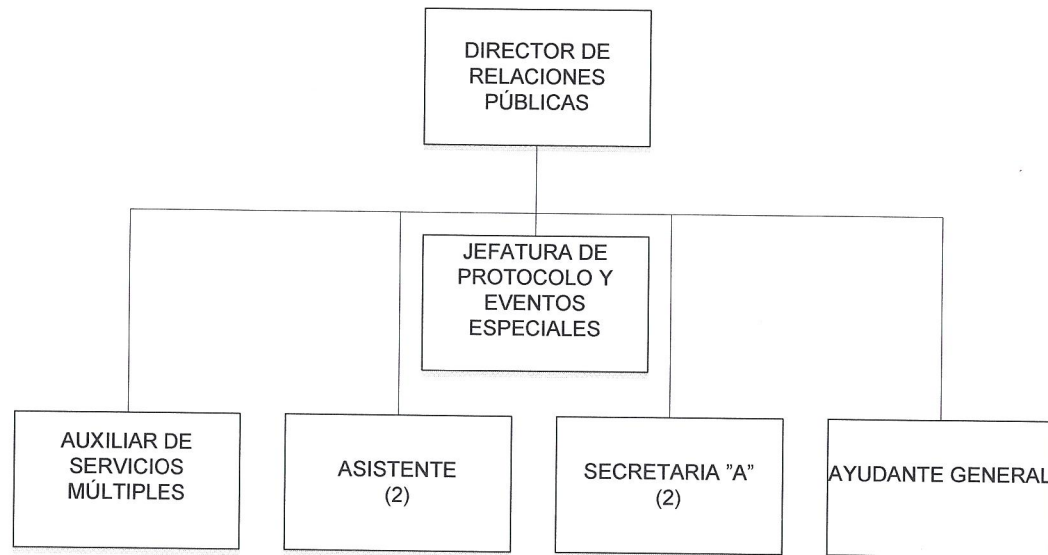 DIRECTOR DE
RELACIONES
PÚBLICAS
JEFATURA DE
PROTOCOLO Y
EVENTOS
ESPECIALES
AUXILIAR DE
SERVICIOS
MÚLTIPLES
ASISTENTE
(2)
SECRETARIA ”A”
(2)
AYUDANTE GENERAL